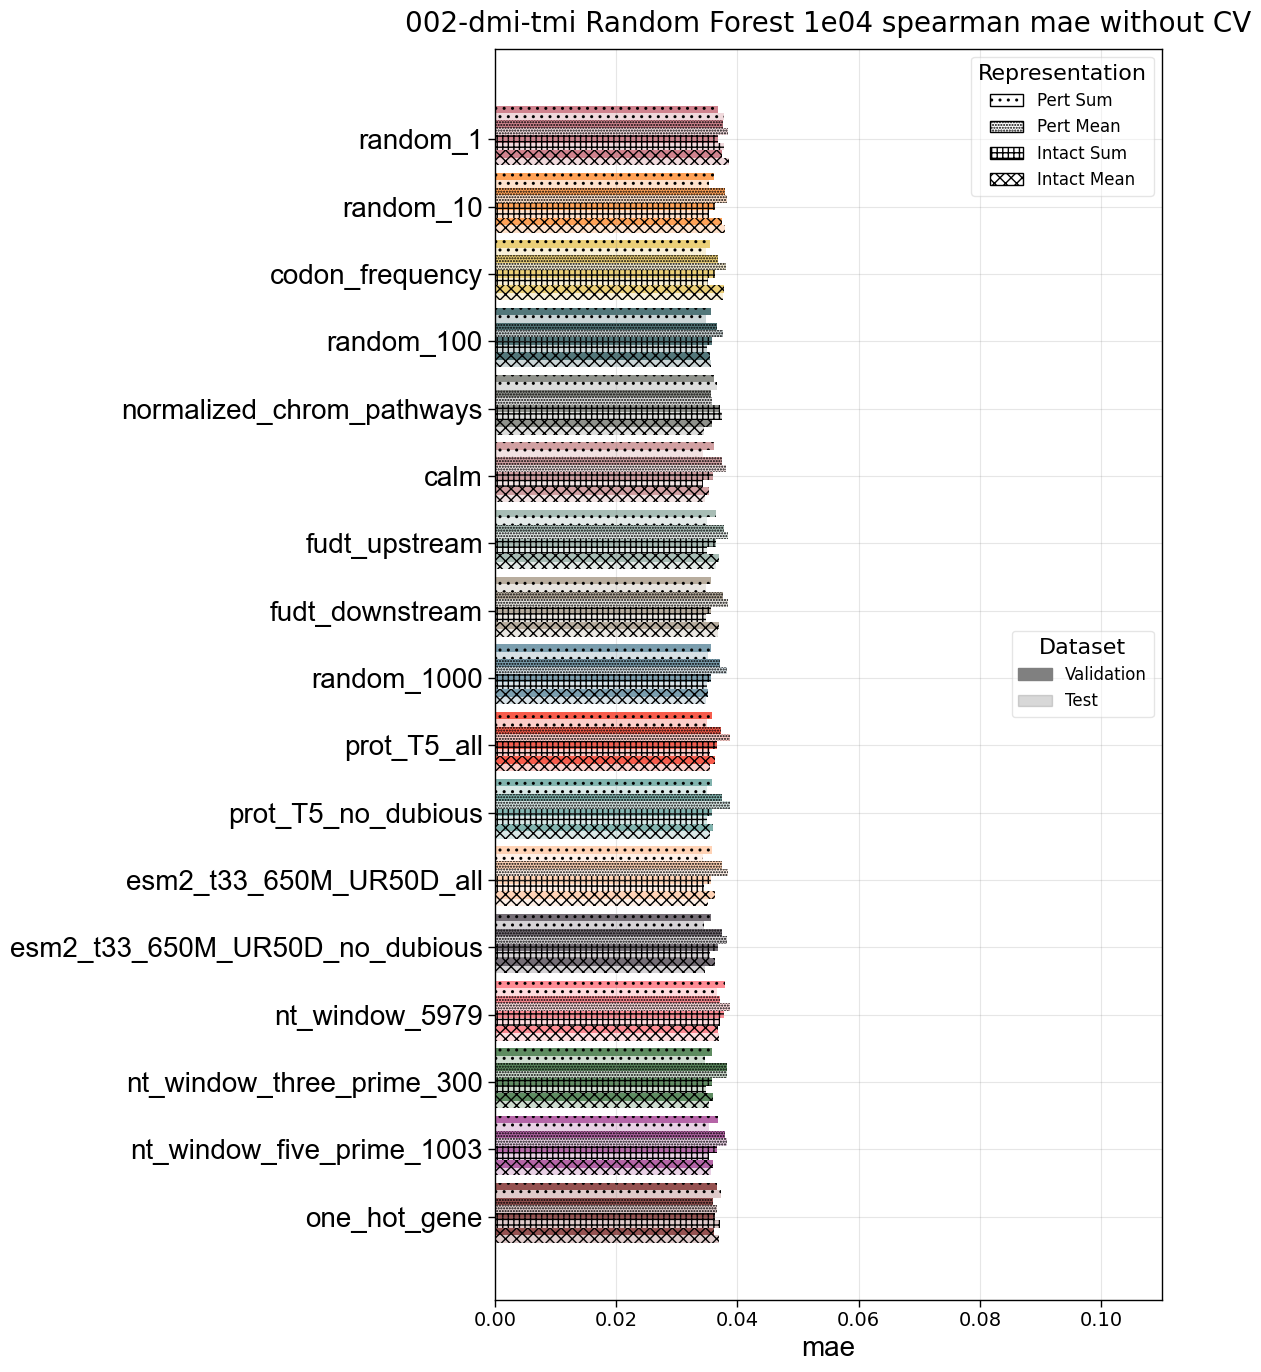 002-dmi-tmi Random Forest 1e04 spearman mae without CV
Representation
Pert Sum
Pert Mean
Intact Sum
Intact Mean
random_1
random_10
codon_frequency
random_100
normalized_chrom_pathways
calm
fudt_upstream
fudt_downstream
Dataset
Validation
Test
random_1000
prot_T5_all
prot_T5_no_dubious
esm2_t33_650M_UR50D_all
esm2_t33_650M_UR50D_no_dubious
nt_window_5979
nt_window_three_prime_300
nt_window_five_prime_1003
one_hot_gene
0.00 0.02 0.04 0.06 0.08 0.10
mae